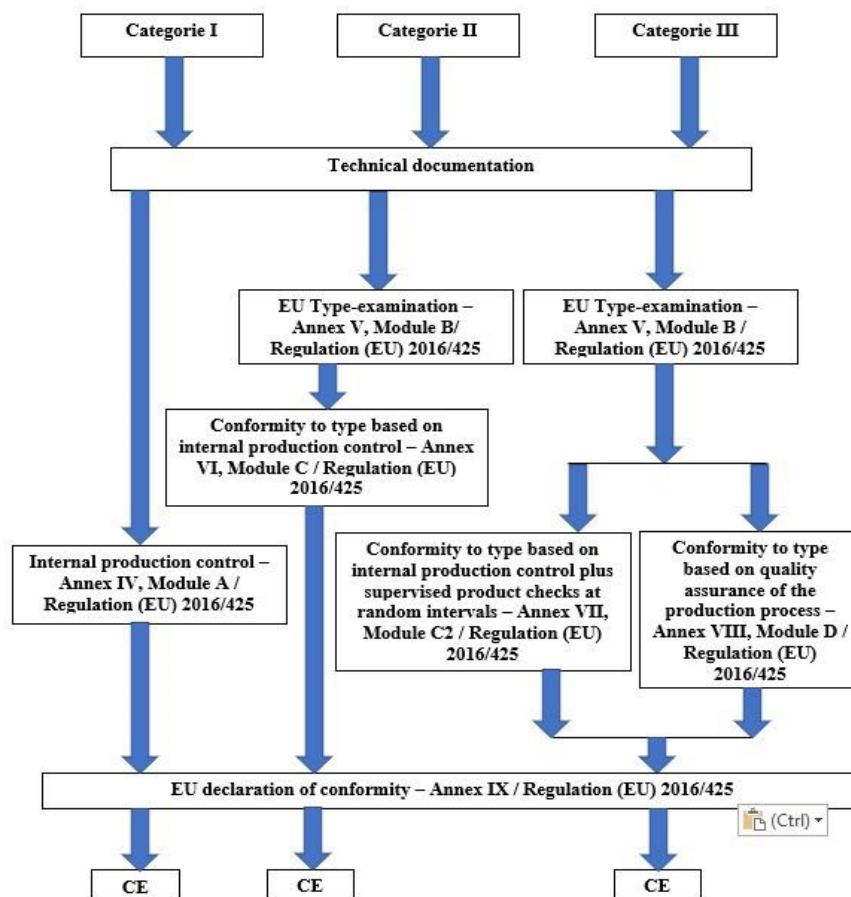 Categorie I
Categorie II
Categorie III
Technical documentation
EU Type-examination –
Annex V, Module B/
Regulation (EU) 2016/425
EU Type-examination –
Annex V, Module B /
Regulation (EU) 2016/425
Conformity to type based on
internal production control – Annex
VI, Module C / Regulation (EU)
2016/425
Internal production control –
Annex IV, Module A /
Regulation (EU) 2016/425
Conformity to type based on
internal production control plus
supervised product checks at
random intervals – Annex VII,
Module C2 / Regulation (EU)
2016/425
Conformity to type
based on quality
assurance of the
production process –
Annex VIII, Module D /
Regulation (EU)
2016/425
EU declaration of conformity – Annex IX / Regulation (EU) 2016/425
(Ctrl)
CE
CE
CE